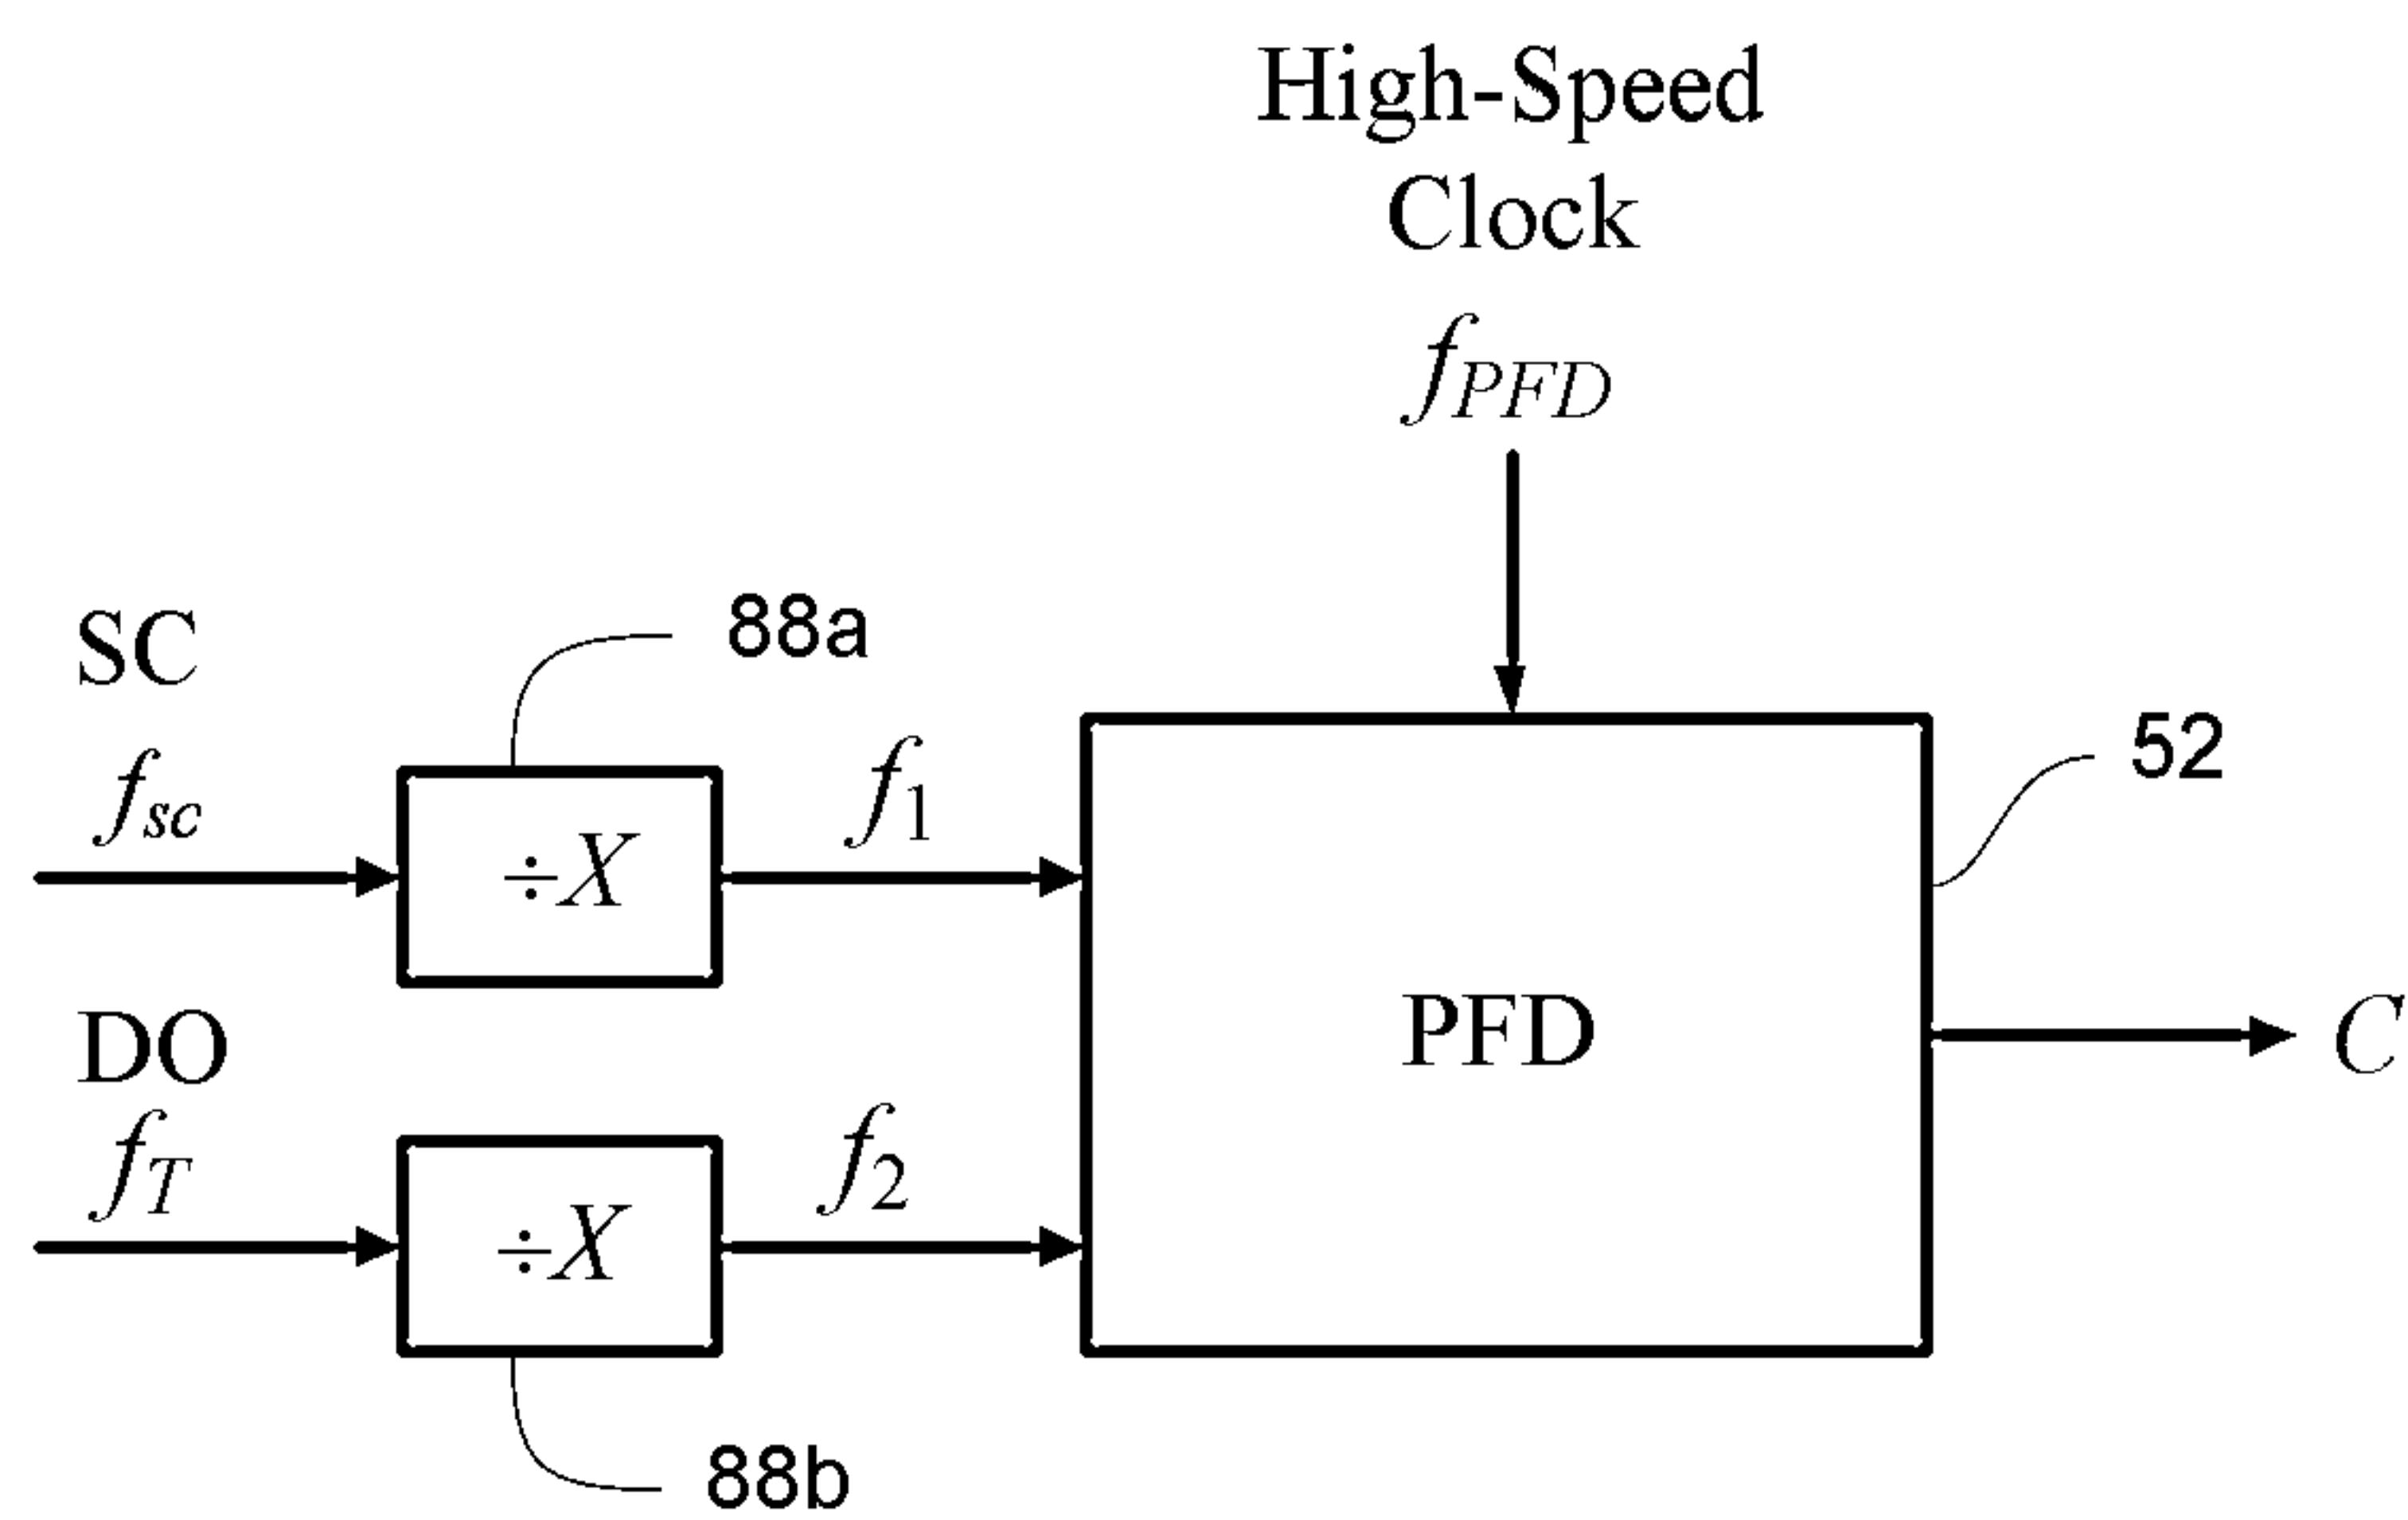 High-Speed
Clock
fPFD
SC
88a
52
fsc
f1
÷X
PFD
C
DO
fT
f2
÷X
88b